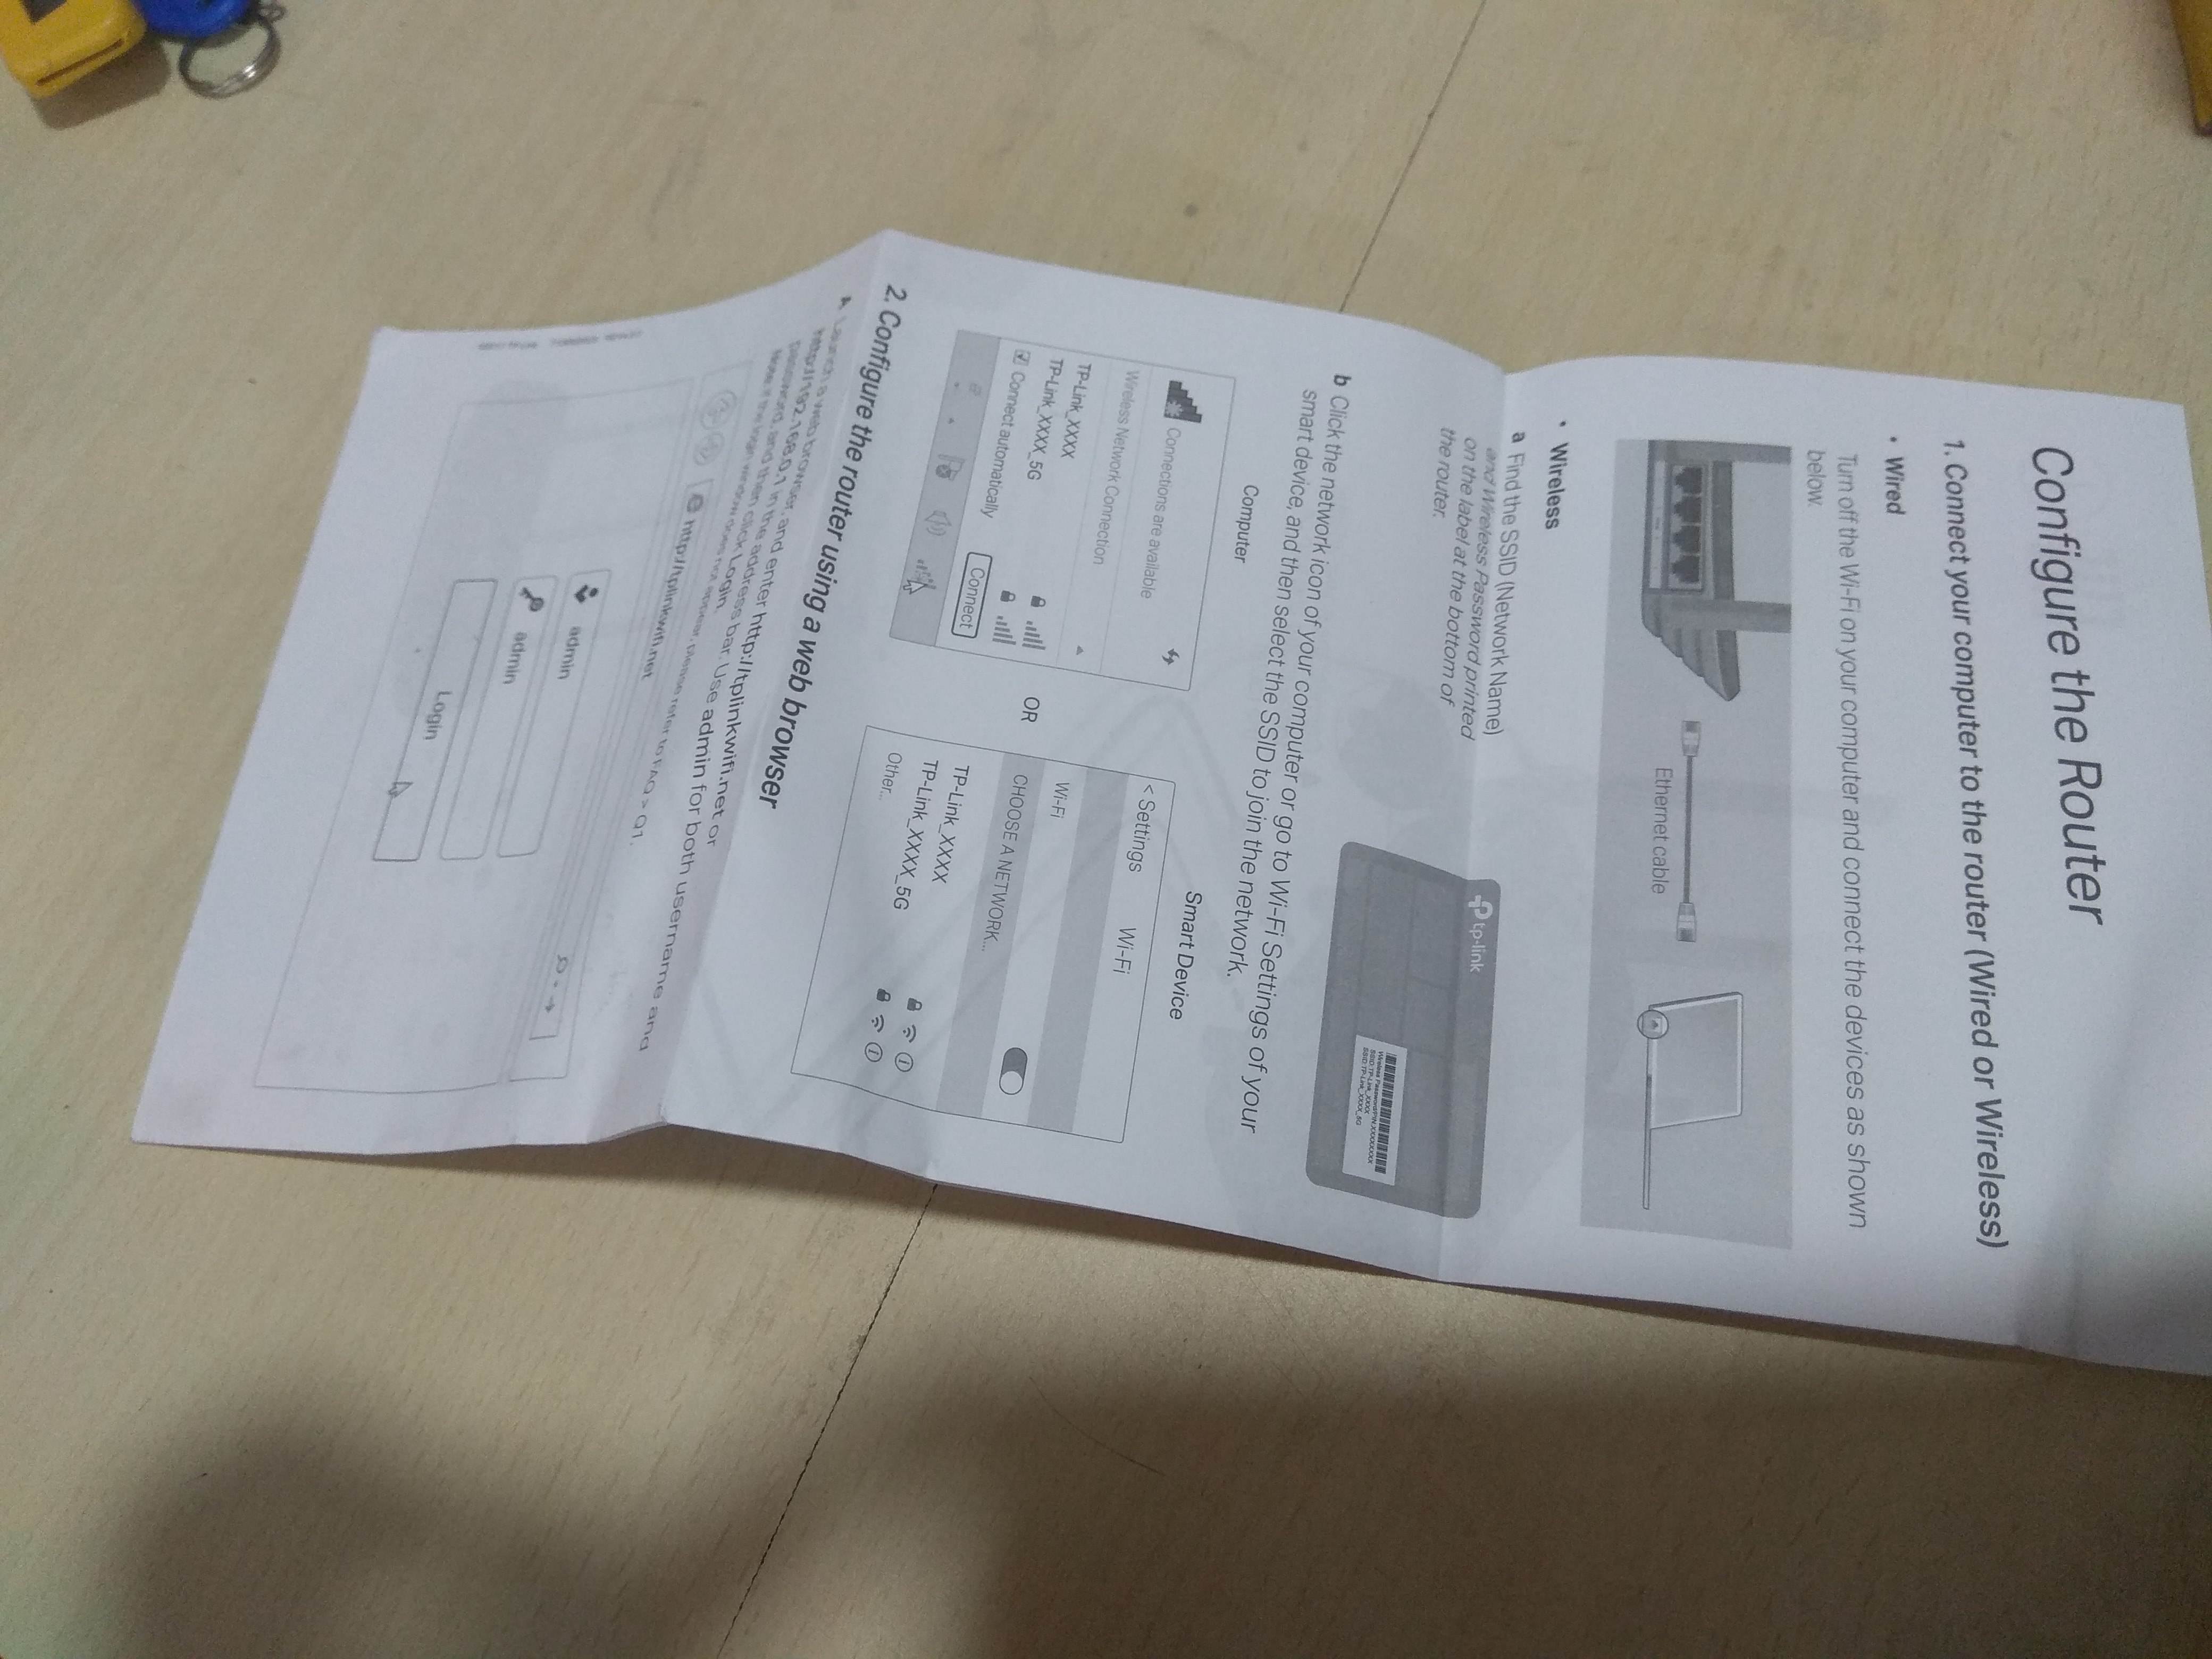 Configure the Router
1. Connect your computer to the router (Wired or Wireless)
• Wired
Turn off the Wi-Fi on your computer and connect the devices as shown
below.
Ethernet cable
• Wireless
a Find the SSID (Network Name)
and Wireless Password printed
on the label at the bottom of
the router.
tp-link
Wireless Password/PIN:XXXXXXXX
SSID:TP-Link_XXXX
SSID:TP-Link_XXXX_5G
b Click the network icon of your computer or go to Wi-Fi Settings of your
smart device, and then select the SSID to join the network.
Computer
Connections are available
Wireless Network Connection
TP-Link_XXXX
TP-Link_XXXX_5G
Connect automatically
Connect
OR
Smart Device
< Settings Wi-Fi
Wi-Fi
CHOOSE A NETWORK...
TP-Link_XXXX
TP-Link_XXXX_5G
Other...
2. Configure the router using a web browser
Launch a web browser, and enter http://tplinkwifi.net or
http://192.168.0.1 in the address bar. Use admin for both username and
password, and then click Login.
Note: If the login window does not appear, please refer to FAQ > Q1.
http://tplinkwifi.net
admin
admin
Login